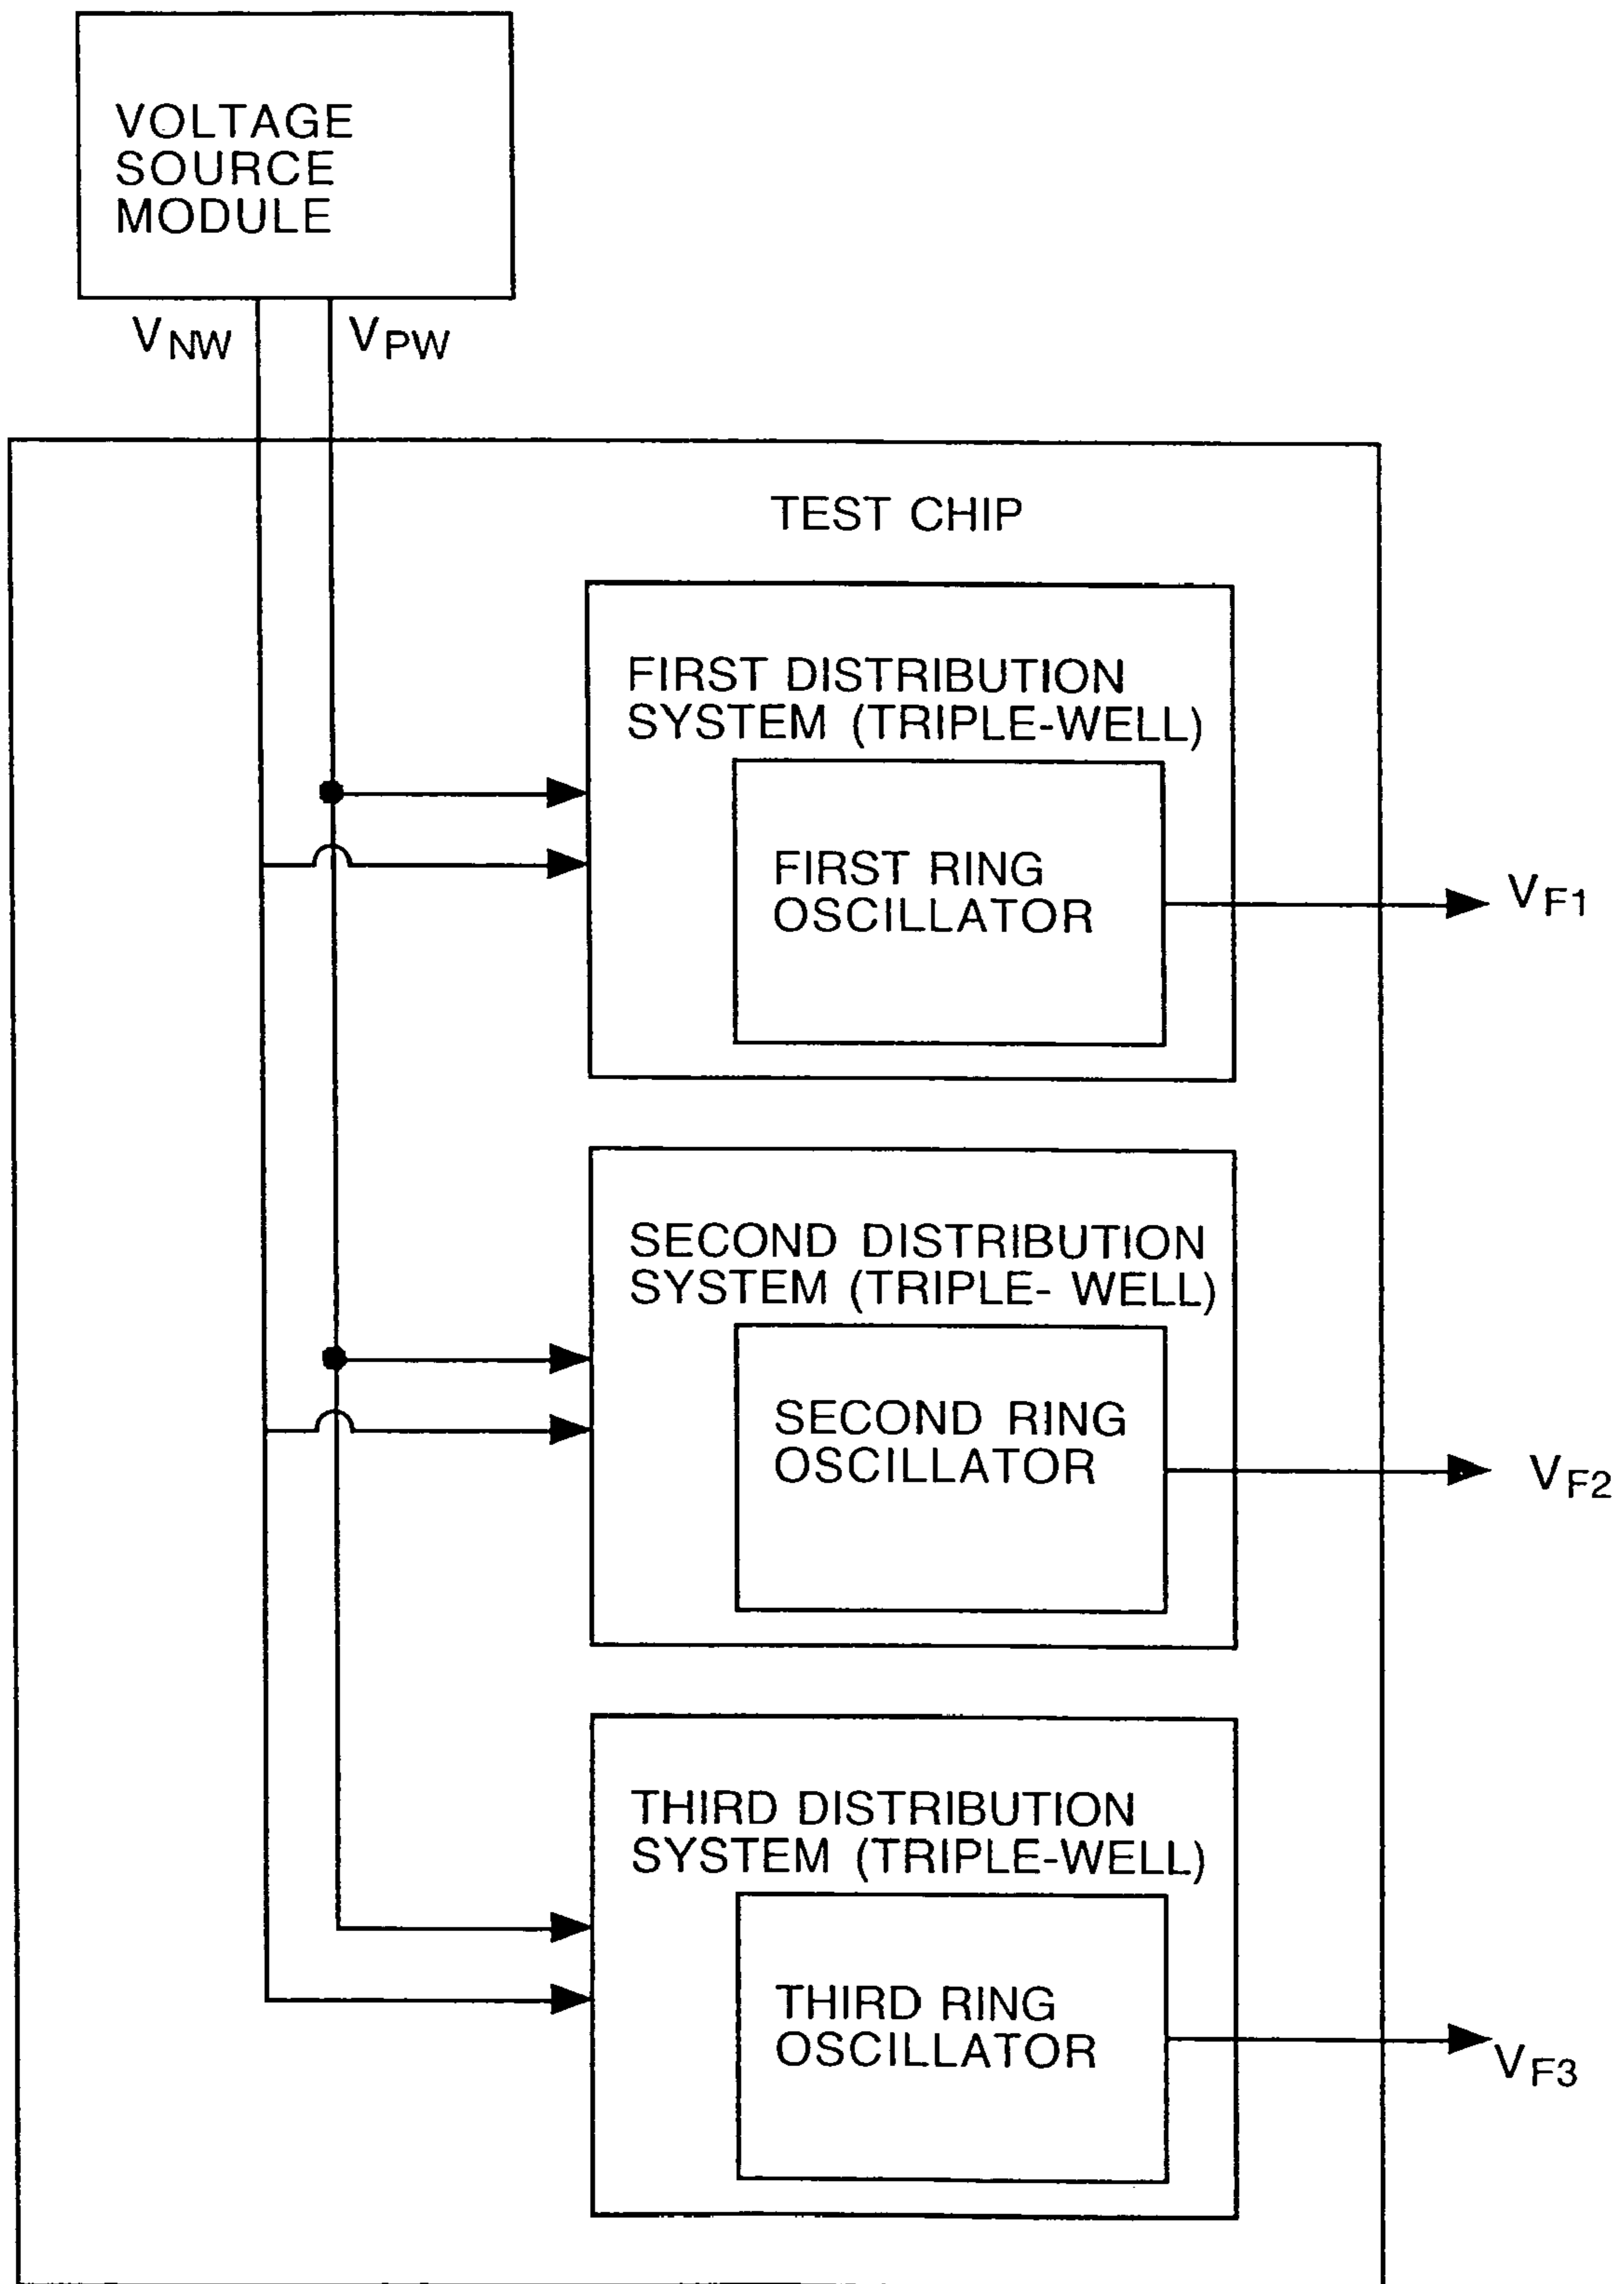 VOLTAGE
SOURCE
MODULE
VNW VPW
TEST CHIP
FIRST DISTRIBUTION
SYSTEM (TRIPLE-WELL)
FIRST RING
OSCILLATOR
VF1
SECOND DISTRIBUTION
SYSTEM (TRIPLE- WELL)
SECOND RING
OSCILLATOR
VF2
THIRD DISTRIBUTION
SYSTEM (TRIPLE-WELL)
THIRD RING
OSCILLATOR
VF3